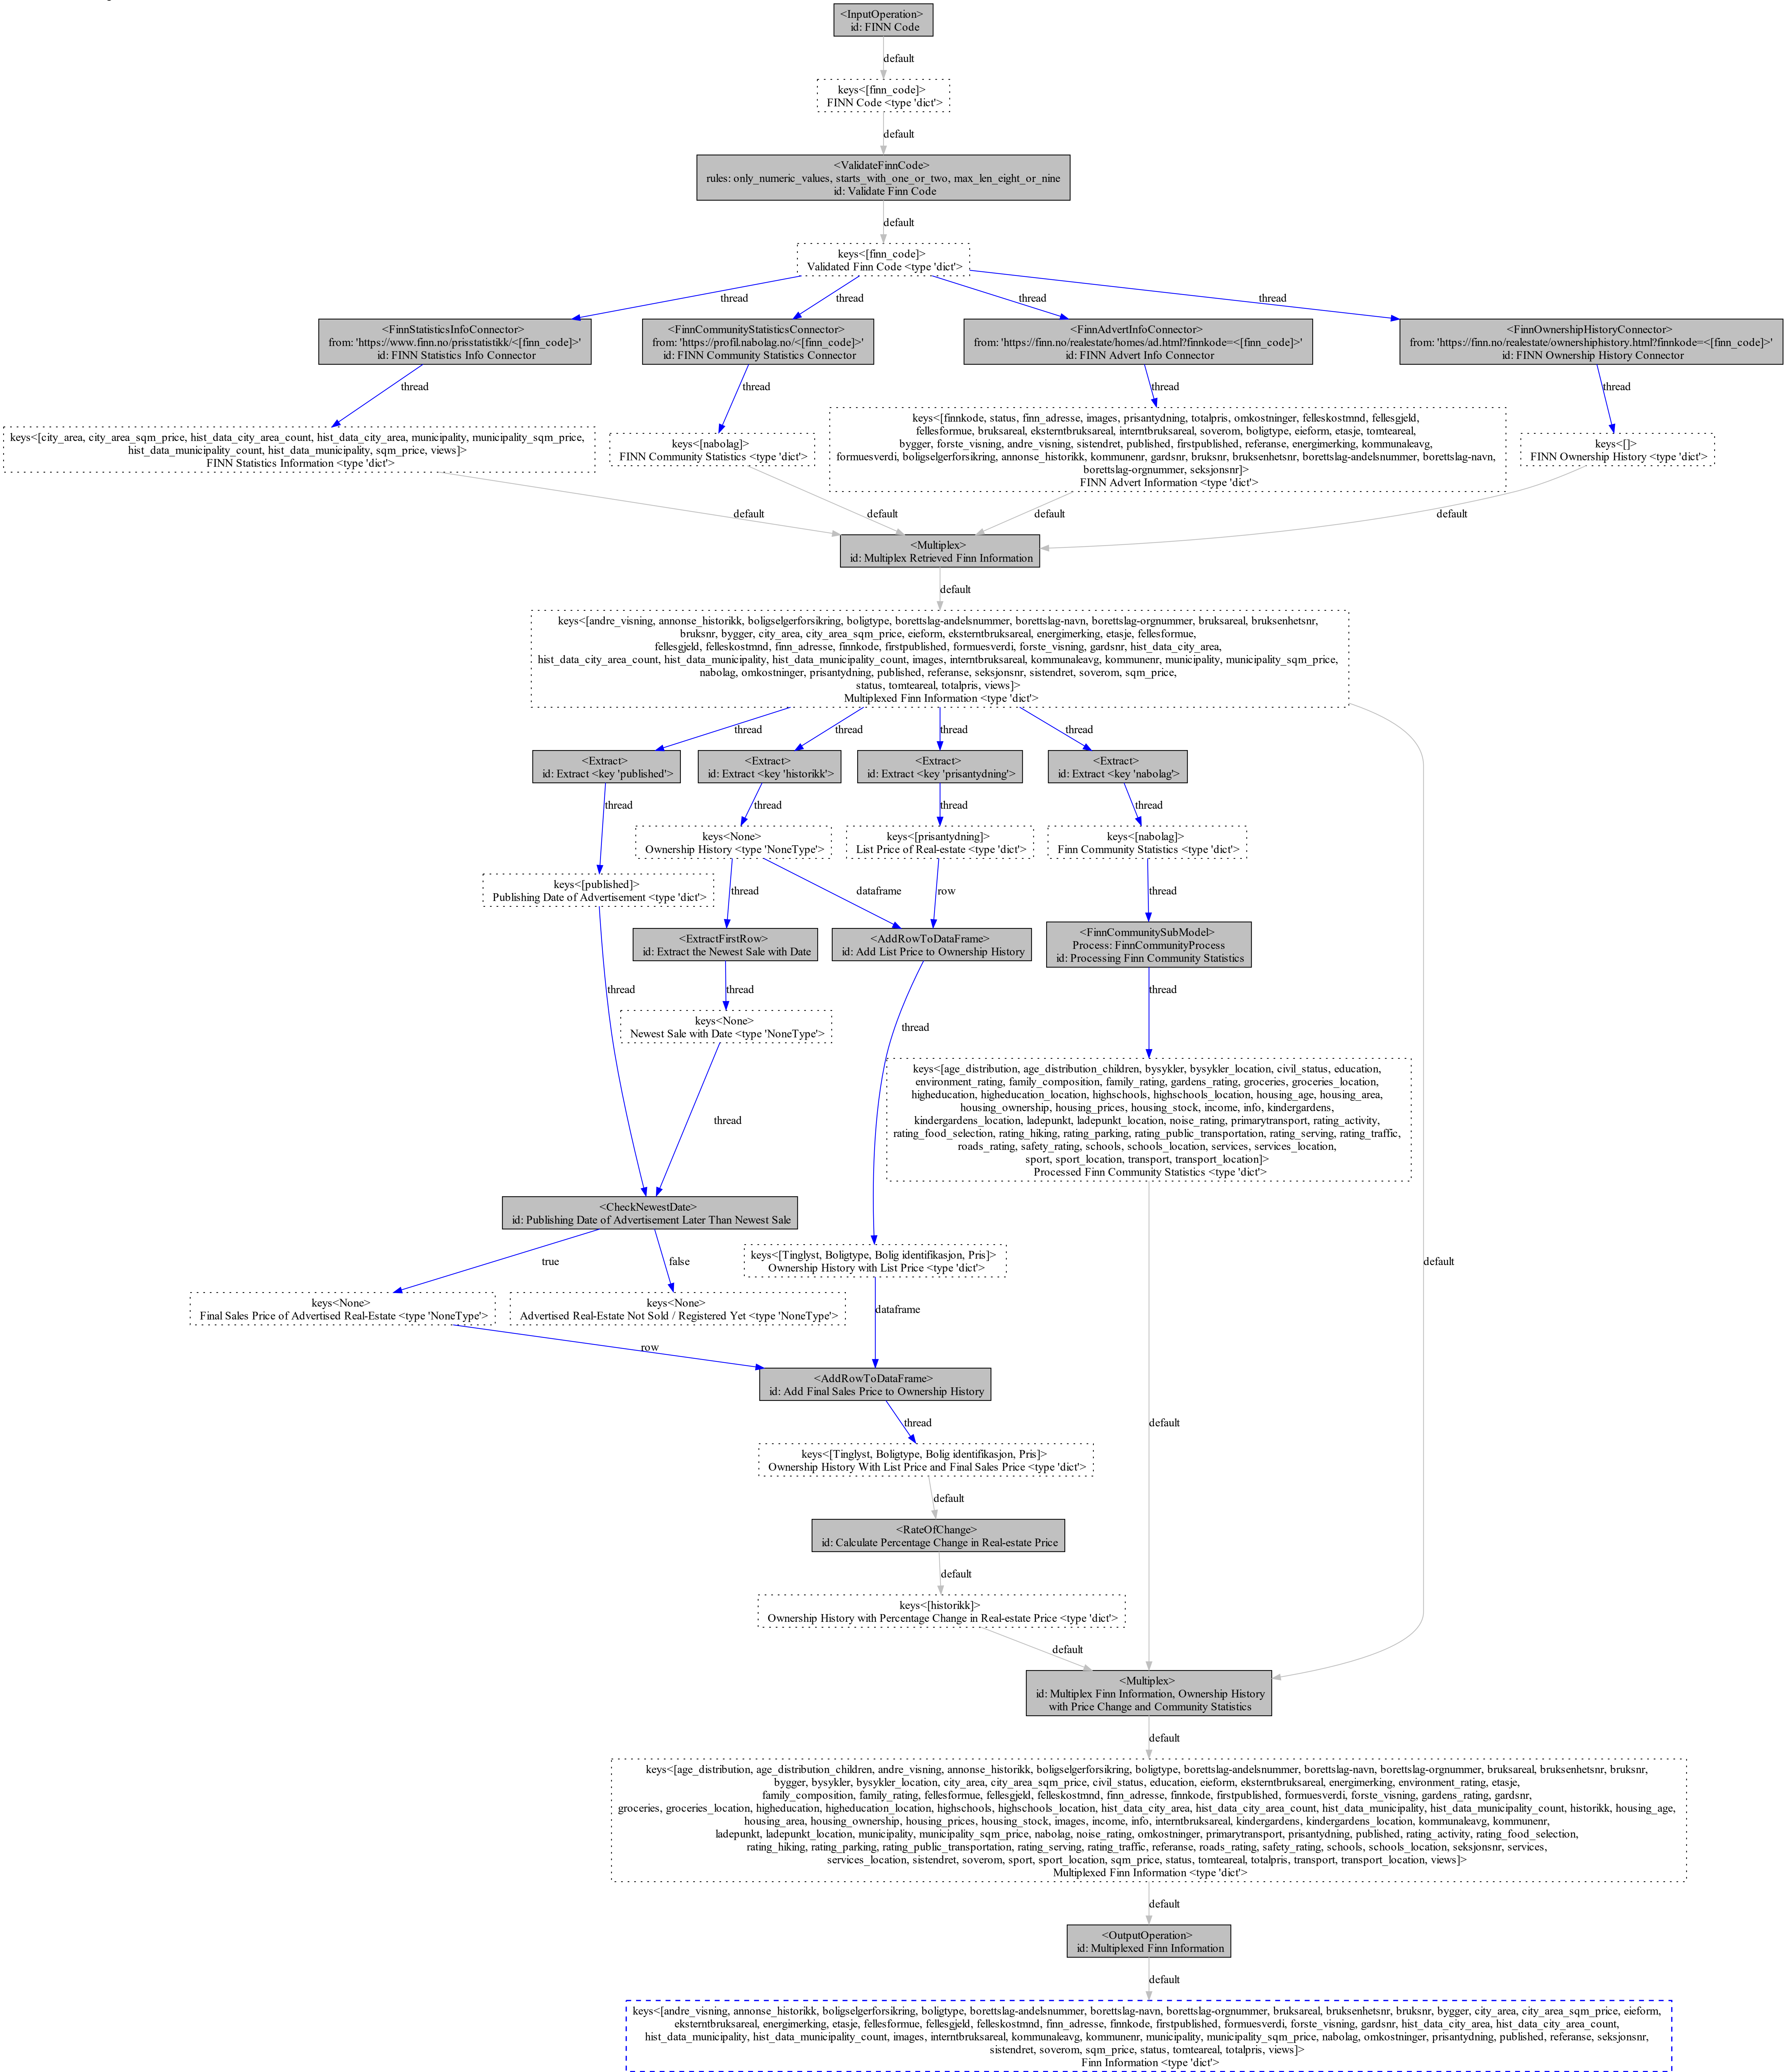 <InputOperation>
id: FINN Code
default
keys<[finn_code]>
FINN Code <type 'dict'>
default
<ValidateFinnCode>
rules: only_numeric_values, starts_with_one_or_two, max_len_eight_or_nine
id: Validate Finn Code
default
keys<[finn_code]>
Validated Finn Code <type 'dict'>
thread
thread
thread
thread
<FinnStatisticsInfoConnector>
from: 'https://www.finn.no/prisstatistikk/<[finn_code]>'
id: FINN Statistics Info Connector
<FinnCommunityStatisticsConnector>
from: 'https://profil.nabolag.no/<[finn_code]>'
id: FINN Community Statistics Connector
<FinnAdvertInfoConnector>
from: 'https://finn.no/realestate/homes/ad.html?finnkode=<[finn_code]>'
id: FINN Advert Info Connector
<FinnOwnershipHistoryConnector>
from: 'https://finn.no/realestate/ownershiphistory.html?finnkode=<[finn_code]>'
id: FINN Ownership History Connector
thread
thread
thread
thread
keys<[city_area, city_area_sqm_price, hist_data_city_area_count, hist_data_city_area, municipality, municipality_sqm_price,
hist_data_municipality_count, hist_data_municipality, sqm_price, views]>
FINN Statistics Information <type 'dict'>
keys<[nabolag]>
FINN Community Statistics <type 'dict'>
keys<[finnkode, status, finn_adresse, images, prisantydning, totalpris, omkostninger, felleskostmnd, fellesgjeld,
fellesformue, bruksareal, eksterntbruksareal, interntbruksareal, soverom, boligtype, eieform, etasje, tomteareal,
bygger, forste_visning, andre_visning, sistendret, published, firstpublished, referanse, energimerking, kommunaleavg,
formuesverdi, boligselgerforsikring, annonse_historikk, kommunenr, gardsnr, bruksnr, bruksenhetsnr, borettslag-andelsnummer, borettslag-navn,
borettslag-orgnummer, seksjonsnr]>
FINN Advert Information <type 'dict'>
keys<[]>
FINN Ownership History <type 'dict'>
default
default
default
default
<Multiplex>
id: Multiplex Retrieved Finn Information
default
keys<[andre_visning, annonse_historikk, boligselgerforsikring, boligtype, borettslag-andelsnummer, borettslag-navn, borettslag-orgnummer, bruksareal, bruksenhetsnr,
bruksnr, bygger, city_area, city_area_sqm_price, eieform, eksterntbruksareal, energimerking, etasje, fellesformue,
fellesgjeld, felleskostmnd, finn_adresse, finnkode, firstpublished, formuesverdi, forste_visning, gardsnr, hist_data_city_area,
hist_data_city_area_count, hist_data_municipality, hist_data_municipality_count, images, interntbruksareal, kommunaleavg, kommunenr, municipality, municipality_sqm_price,
nabolag, omkostninger, prisantydning, published, referanse, seksjonsnr, sistendret, soverom, sqm_price,
status, tomteareal, totalpris, views]>
Multiplexed Finn Information <type 'dict'>
thread
thread
thread
thread
<Extract>
id: Extract <key 'published'>
<Extract>
id: Extract <key 'historikk'>
<Extract>
id: Extract <key 'prisantydning'>
<Extract>
id: Extract <key 'nabolag'>
thread
thread
thread
thread
keys<None>
Ownership History <type 'NoneType'>
keys<[prisantydning]>
List Price of Real-estate <type 'dict'>
keys<[nabolag]>
Finn Community Statistics <type 'dict'>
keys<[published]>
Publishing Date of Advertisement <type 'dict'>
thread
dataframe
row
thread
<ExtractFirstRow>
id: Extract the Newest Sale with Date
<AddRowToDataFrame>
id: Add List Price to Ownership History
<FinnCommunitySubModel>
Process: FinnCommunityProcess
id: Processing Finn Community Statistics
thread
thread
thread
keys<None>
Newest Sale with Date <type 'NoneType'>
thread
keys<[age_distribution, age_distribution_children, bysykler, bysykler_location, civil_status, education,
environment_rating, family_composition, family_rating, gardens_rating, groceries, groceries_location,
higheducation, higheducation_location, highschools, highschools_location, housing_age, housing_area,
housing_ownership, housing_prices, housing_stock, income, info, kindergardens,
kindergardens_location, ladepunkt, ladepunkt_location, noise_rating, primarytransport, rating_activity,
rating_food_selection, rating_hiking, rating_parking, rating_public_transportation, rating_serving, rating_traffic,
roads_rating, safety_rating, schools, schools_location, services, services_location,
sport, sport_location, transport, transport_location]>
Processed Finn Community Statistics <type 'dict'>
thread
<CheckNewestDate>
id: Publishing Date of Advertisement Later Than Newest Sale
true
false
keys<[Tinglyst, Boligtype, Bolig identifikasjon, Pris]>
Ownership History with List Price <type 'dict'>
default
keys<None>
Final Sales Price of Advertised Real-Estate <type 'NoneType'>
keys<None>
Advertised Real-Estate Not Sold / Registered Yet <type 'NoneType'>
dataframe
row
<AddRowToDataFrame>
id: Add Final Sales Price to Ownership History
thread
default
keys<[Tinglyst, Boligtype, Bolig identifikasjon, Pris]>
Ownership History With List Price and Final Sales Price <type 'dict'>
default
<RateOfChange>
id: Calculate Percentage Change in Real-estate Price
default
keys<[historikk]>
Ownership History with Percentage Change in Real-estate Price <type 'dict'>
default
<Multiplex>
id: Multiplex Finn Information, Ownership History
with Price Change and Community Statistics
default
keys<[age_distribution, age_distribution_children, andre_visning, annonse_historikk, boligselgerforsikring, boligtype, borettslag-andelsnummer, borettslag-navn, borettslag-orgnummer, bruksareal, bruksenhetsnr, bruksnr,
bygger, bysykler, bysykler_location, city_area, city_area_sqm_price, civil_status, education, eieform, eksterntbruksareal, energimerking, environment_rating, etasje,
family_composition, family_rating, fellesformue, fellesgjeld, felleskostmnd, finn_adresse, finnkode, firstpublished, formuesverdi, forste_visning, gardens_rating, gardsnr,
groceries, groceries_location, higheducation, higheducation_location, highschools, highschools_location, hist_data_city_area, hist_data_city_area_count, hist_data_municipality, hist_data_municipality_count, historikk, housing_age,
housing_area, housing_ownership, housing_prices, housing_stock, images, income, info, interntbruksareal, kindergardens, kindergardens_location, kommunaleavg, kommunenr,
ladepunkt, ladepunkt_location, municipality, municipality_sqm_price, nabolag, noise_rating, omkostninger, primarytransport, prisantydning, published, rating_activity, rating_food_selection,
rating_hiking, rating_parking, rating_public_transportation, rating_serving, rating_traffic, referanse, roads_rating, safety_rating, schools, schools_location, seksjonsnr, services,
services_location, sistendret, soverom, sport, sport_location, sqm_price, status, tomteareal, totalpris, transport, transport_location, views]>
Multiplexed Finn Information <type 'dict'>
default
<OutputOperation>
id: Multiplexed Finn Information
default
keys<[andre_visning, annonse_historikk, boligselgerforsikring, boligtype, borettslag-andelsnummer, borettslag-navn, borettslag-orgnummer, bruksareal, bruksenhetsnr, bruksnr, bygger, city_area, city_area_sqm_price, eieform,
eksterntbruksareal, energimerking, etasje, fellesformue, fellesgjeld, felleskostmnd, finn_adresse, finnkode, firstpublished, formuesverdi, forste_visning, gardsnr, hist_data_city_area, hist_data_city_area_count,
hist_data_municipality, hist_data_municipality_count, images, interntbruksareal, kommunaleavg, kommunenr, municipality, municipality_sqm_price, nabolag, omkostninger, prisantydning, published, referanse, seksjonsnr,
sistendret, soverom, sqm_price, status, tomteareal, totalpris, views]>
Finn Information <type 'dict'>